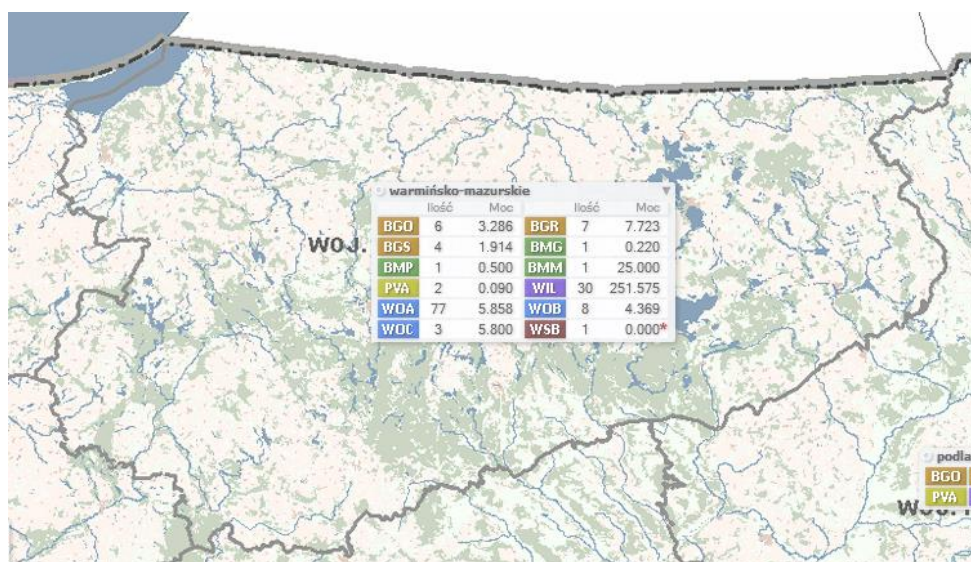 warmińsko-mazurskie
Ilość Moc Ilość Moc
BGO 6 3.286 BGR 7 7.723
WOJ.
BGS 4 1.914 BMG 1 0.220
BMP 1 0.500 BMM 1 25.000
PVA 2 0.090 WIL 30 251.575
WOA 77 5.858 WOB 8 4.369
WOC 3 5.800 WSB 1 0.000*
podla
BGO
PVA